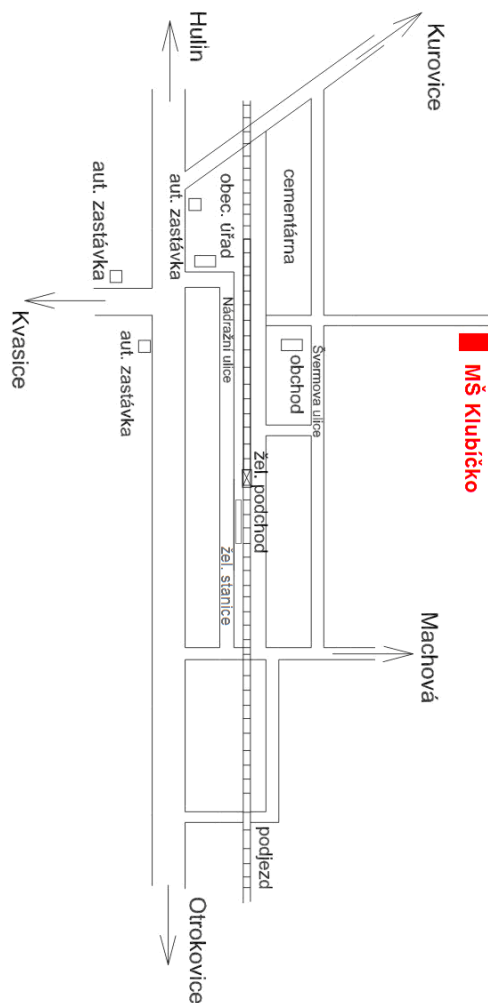 Hulin
Kurovice
aut. zastávka
aut. zastávka
obec. úřad
cementárna
Kvasice
aut. zastávka
Nádražní ulice
obchod
Švermova ulice
MŠ Klubíčko
žel. podchod
žel. stanice
Machová
podjezd
Otrokovice